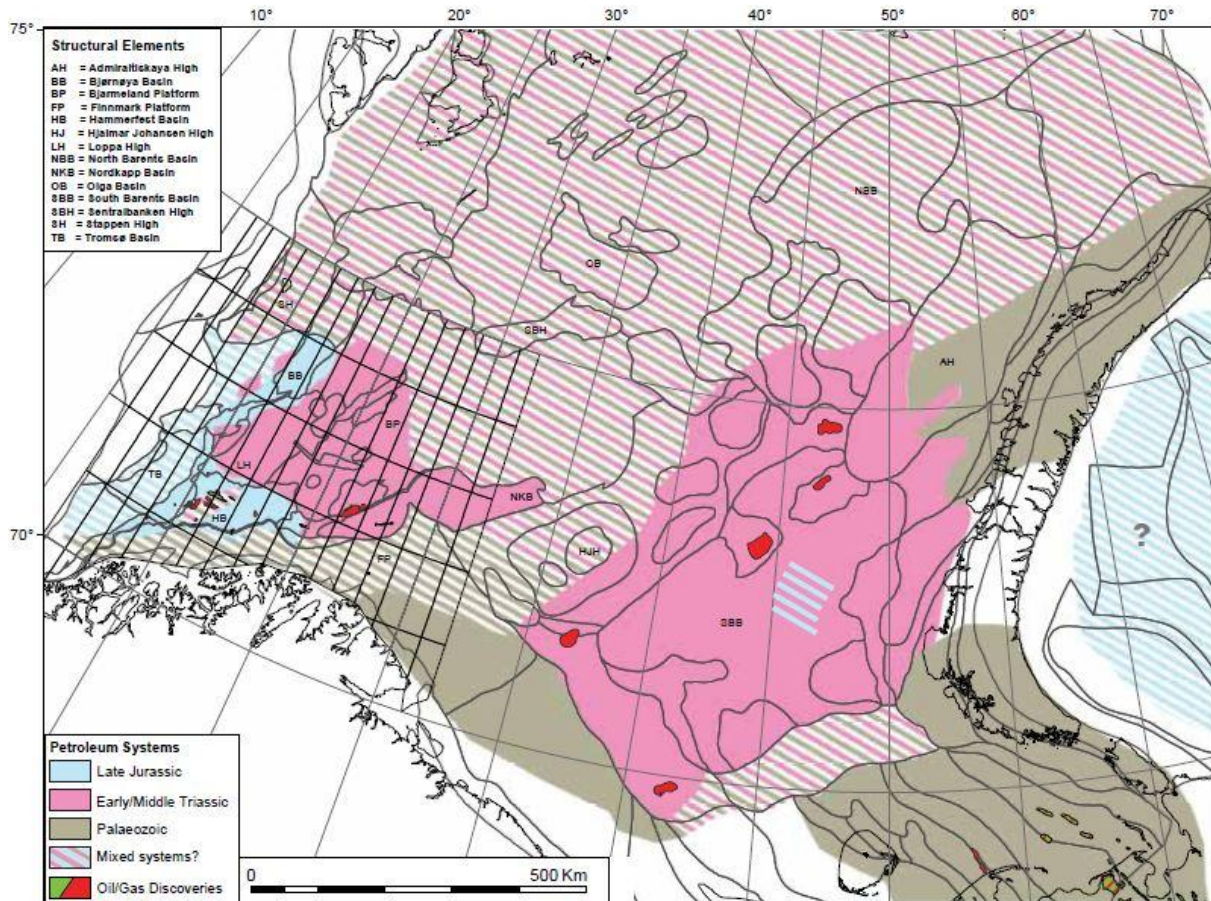 10° 20° 30° 40° 50° 60° 70°
75°
Structural Elements
AH = Admiraltiskaya High
BB = Bjørnøya Basin
BP = Bjarmeland Platform
FP = Finnmark Platform
HB = Hammerfest Basin
HJ = Hjalmar Johansen High
LH = Loppa High
NBB = North Barents Basin
NKB = Nordkapp Basin
OB = Olga Basin
SBB = South Barents Basin
SBH = Sentralbanken High
SH = Stappen High
TB = Tromsø Basin
NBB
OB
SH
SBH
BB
AH
BP
LH
TB
NKB
HB
70°
?
HJH
FP
SBB
Petroleum Systems
Late Jurassic
Early/Middle Triassic
Palaeozoic
Mixed systems?
Oil/Gas Discoveries
0 500 Km